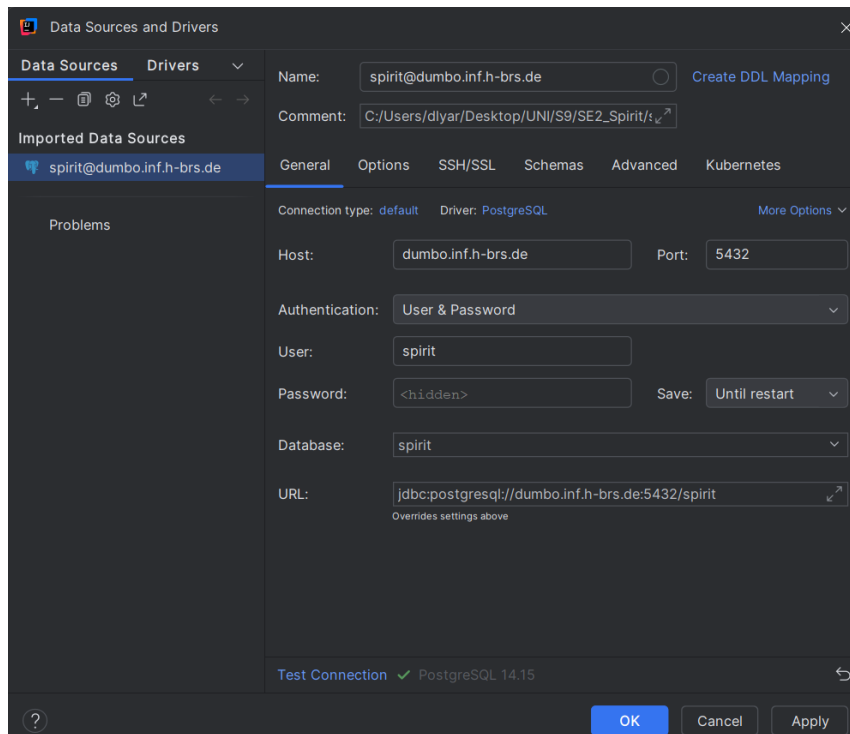 Data Sources and Drivers
Data Sources Drivers
Name: spirit@dumbo.inf.h-brs.de Create DDL Mapping
Comment: C:/Users/dlyar/Desktop/UNI/S9/SE2_Spirit/s
Imported Data Sources
spirit@dumbo.inf.h-brs.de
Problems
General Options SSH/SSL Schemas Advanced Kubernetes
Connection type: default Driver: PostgreSQL More Options
Host: dumbo.inf.h-brs.de Port: 5432
Authentication: User & Password
User: spirit
Password: <hidden> Save: Until restart
Database: spirit
URL: jdbc:postgresql://dumbo.inf.h-brs.de:5432/spirit
Overrides settings above
Test Connection PostgreSQL 14.15
? OK Cancel Apply